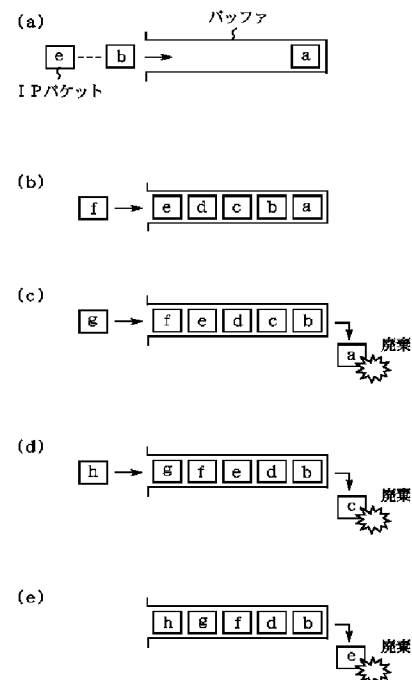 (a)
バッファ
e --- b a
IPパケット
(b)
f e d c b a
(c)
g f e d c b
a 廃棄
(d)
h g f e d b
c 廃棄
(e)
h g f d b
e 廃棄